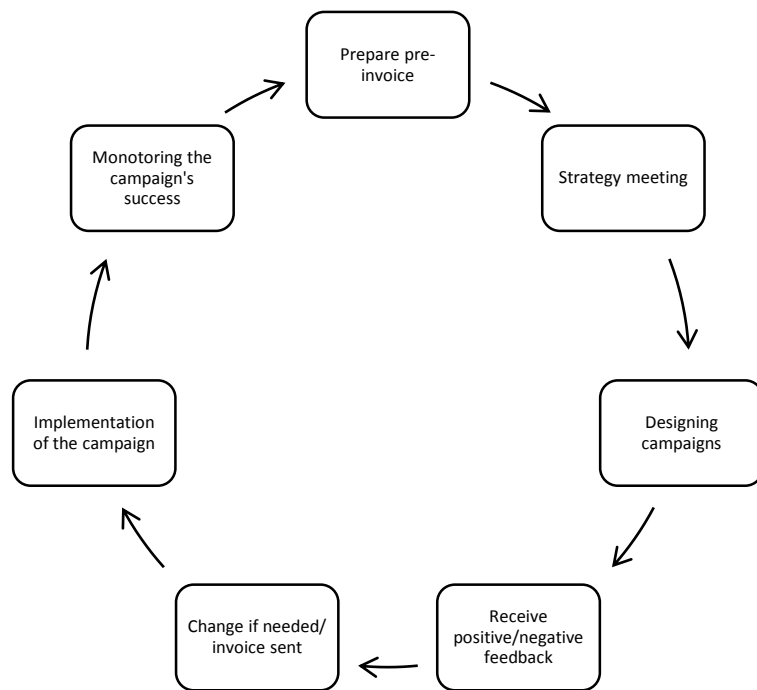 Prepare pre-
invoice
Strategy meeting
Designing
campaigns
Receive
positive/negative
feedback
Change if needed/
invoice sent
Implementation
of the campaign
Monotoring the
campaign's
success